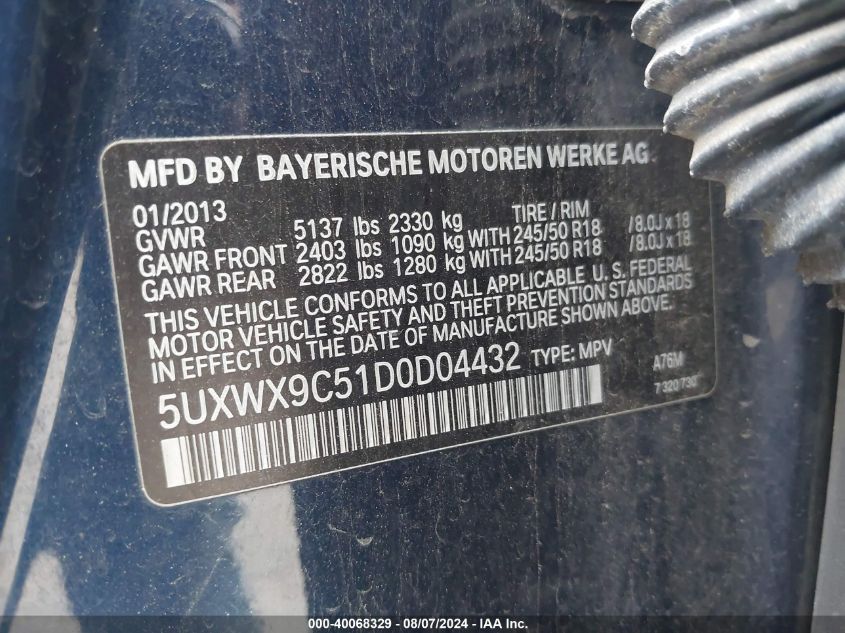 MFD BY BAYERISCHE MOTOREN WERKE AG
01/2013 TIRE / RIM
GVWR 5137 lbs 2330 kg
GAWR FRONT 2403 lbs 1090 kg WITH 245/50 R18 /8.0J x 18
GAWR REAR 2822 lbs 1280 kg WITH 245/50 R18 /8.0J x 18
THIS VEHICLE CONFORMS TO ALL APPLICABLE U. S. FEDERAL
MOTOR VEHICLE SAFETY AND THEFT PREVENTION STANDARDS
IN EFFECT ON THE DATE OF MANUFACTURE SHOWN ABOVE.
5UXWX9C51D0D04432 TYPE: MPV A76M
7 320 730
000-40068329 - 08/07/2024 - IAA Inc.